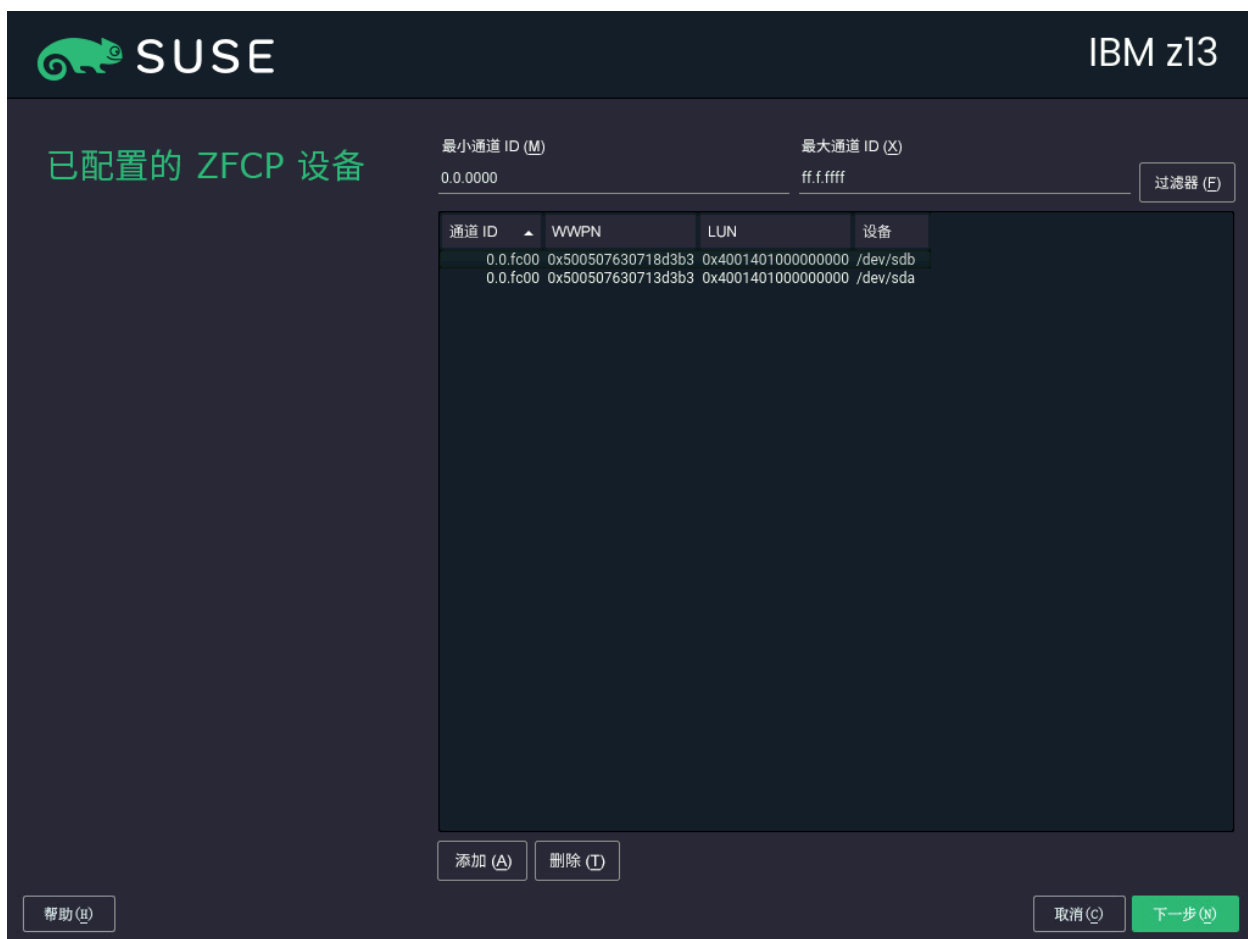 SUSE
IBM z13
已配置的 ZFCP 设备
最小通道 ID (M)
最大通道 ID (X)
0.0.0000
ff.f.ffff
过滤器 (F)
通道 ID WWPN LUN 设备
0.0.fc00 0x500507630718d3b3 0x4001401000000000 /dev/sdb
0.0.fc00 0x500507630713d3b3 0x4001401000000000 /dev/sda
添加 (A)
删除 (T)
帮助(H)
取消(C)
下一步(N)